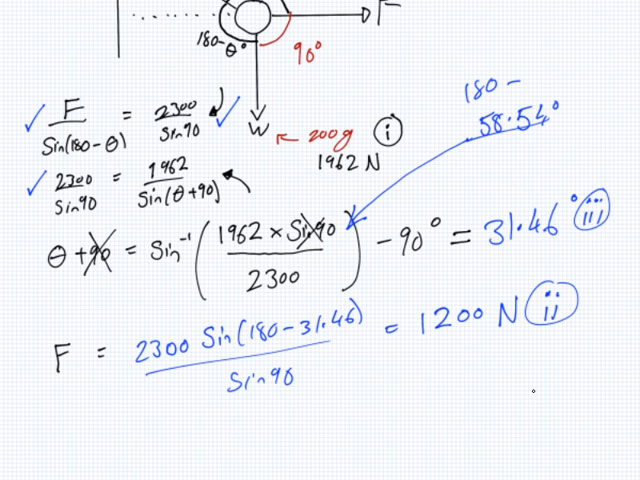 F
180-θ°
90°
W ← 200g (i)
1962 N
180 -
58.54°
✓ F/Sin(180-θ) = 2300/Sin90 ✓
✓ 2300/Sin90 = 1962/Sin(θ+90)
θ + 90 = Sin⁻¹ (1962 × Sin90 / 2300) - 90° = 31.46° (iii)
F = 2300 Sin(180-31.46) / Sin90 = 1200 N (ii)